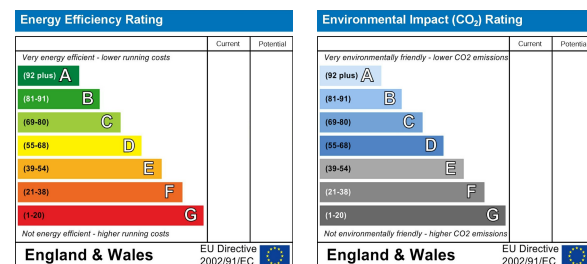 Energy Efficiency Rating
Current Potential
Very energy efficient - lower running costs
(92 plus) A
(81-91) B
(69-80) C
(55-68) D
(39-54) E
(21-38) F
(1-20) G
Not energy efficient - higher running costs
England & Wales
EU Directive
2002/91/EC
Environmental Impact (CO₂) Rating
Current Potential
Very environmentally friendly - lower CO2 emissions
(92 plus) A
(81-91) B
(69-80) C
(55-68) D
(39-54) E
(21-38) F
(1-20) G
Not environmentally friendly - higher CO2 emissions
England & Wales
EU Directive
2002/91/EC